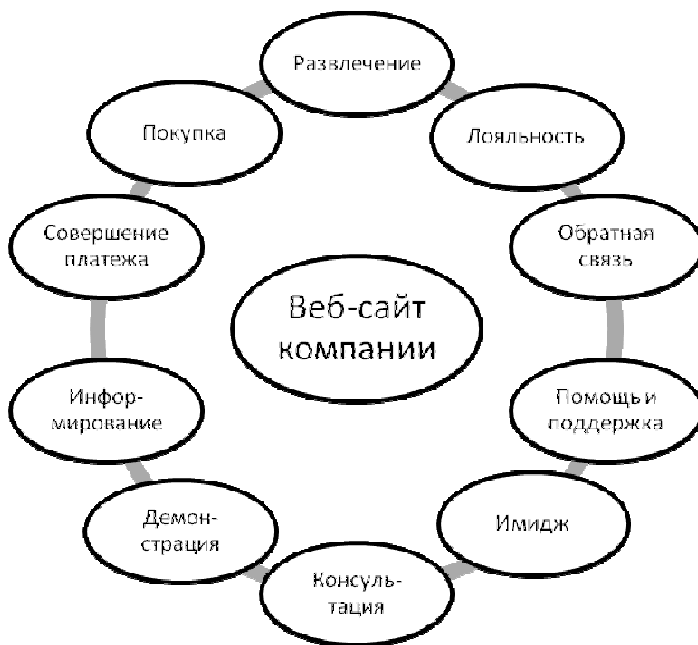 Развлечение
Лояльность
Обратная
связь
Помощь и
поддержка
Имидж
Консуль-
тация
Демон-
страция
Инфор-
мирование
Совершение
платежа
Покупка
Веб-сайт
компании